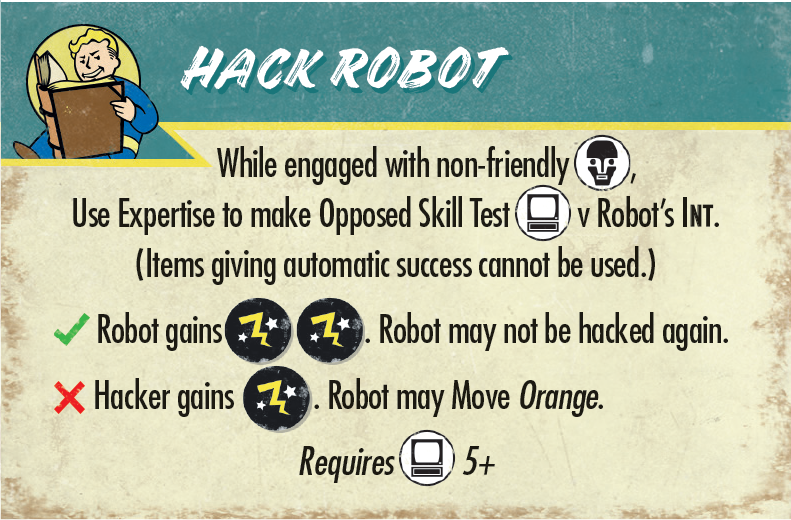 HACK ROBOT
While engaged with non-friendly ,
Use Expertise to make Opposed Skill Test v Robot's INT.
(Items giving automatic success cannot be used.)
Robot gains . Robot may not be hacked again.
Hacker gains . Robot may Move Orange.
Requires 5+